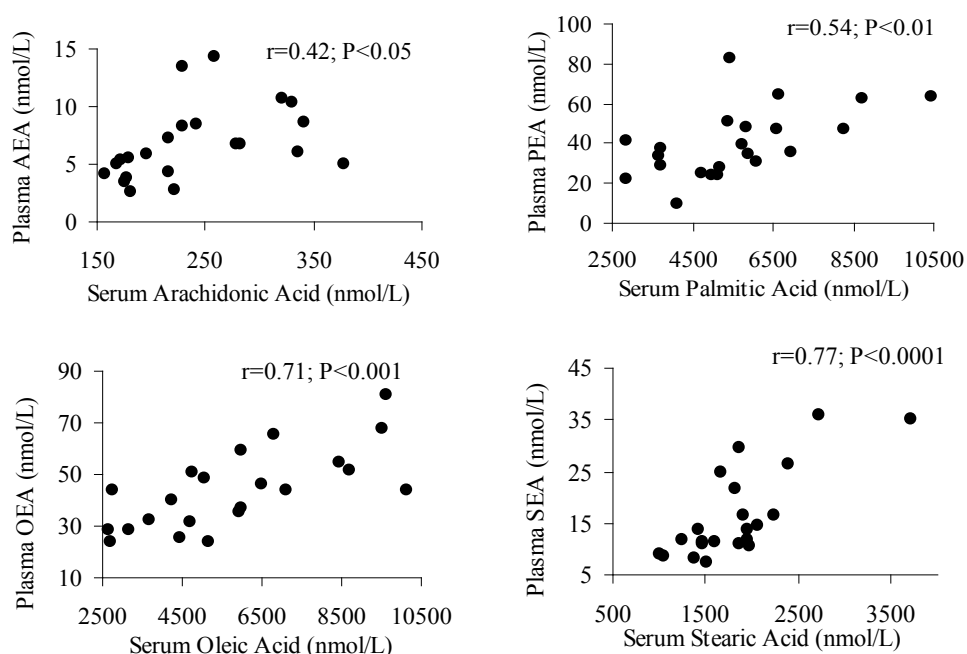 r=0.42; P<0.05
Plasma AEA (nmol/L)
15
10
5
0
150 250 350 450
Serum Arachidonic Acid (nmol/L)
r=0.54; P<0.01
Plasma PEA (nmol/L)
100
80
60
40
20
0
2500 4500 6500 8500 10500
Serum Palmitic Acid (nmol/L)
r=0.71; P<0.001
Plasma OEA (nmol/L)
90
70
50
30
10
2500 4500 6500 8500 10500
Serum Oleic Acid (nmol/L)
r=0.77; P<0.0001
Plasma SEA (nmol/L)
45
35
25
15
5
500 1500 2500 3500
Serum Stearic Acid (nmol/L)